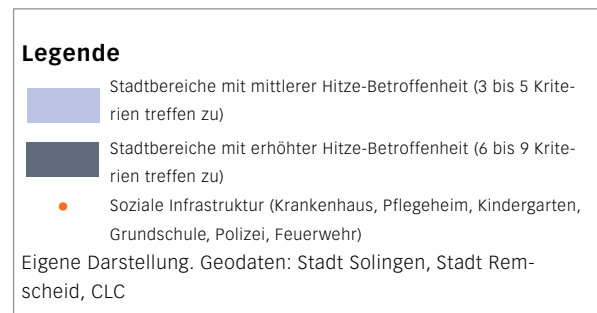 Legende
Stadtbereiche mit mittlerer Hitze-Betroffenheit (3 bis 5 Krite-
rien treffen zu)
Stadtbereiche mit erhöhter Hitze-Betroffenheit (6 bis 9 Krite-
rien treffen zu)
Soziale Infrastruktur (Krankenhaus, Pflegeheim, Kindergarten,
Grundschule, Polizei, Feuerwehr)
Eigene Darstellung. Geodaten: Stadt Solingen, Stadt Rem-
scheid, CLC